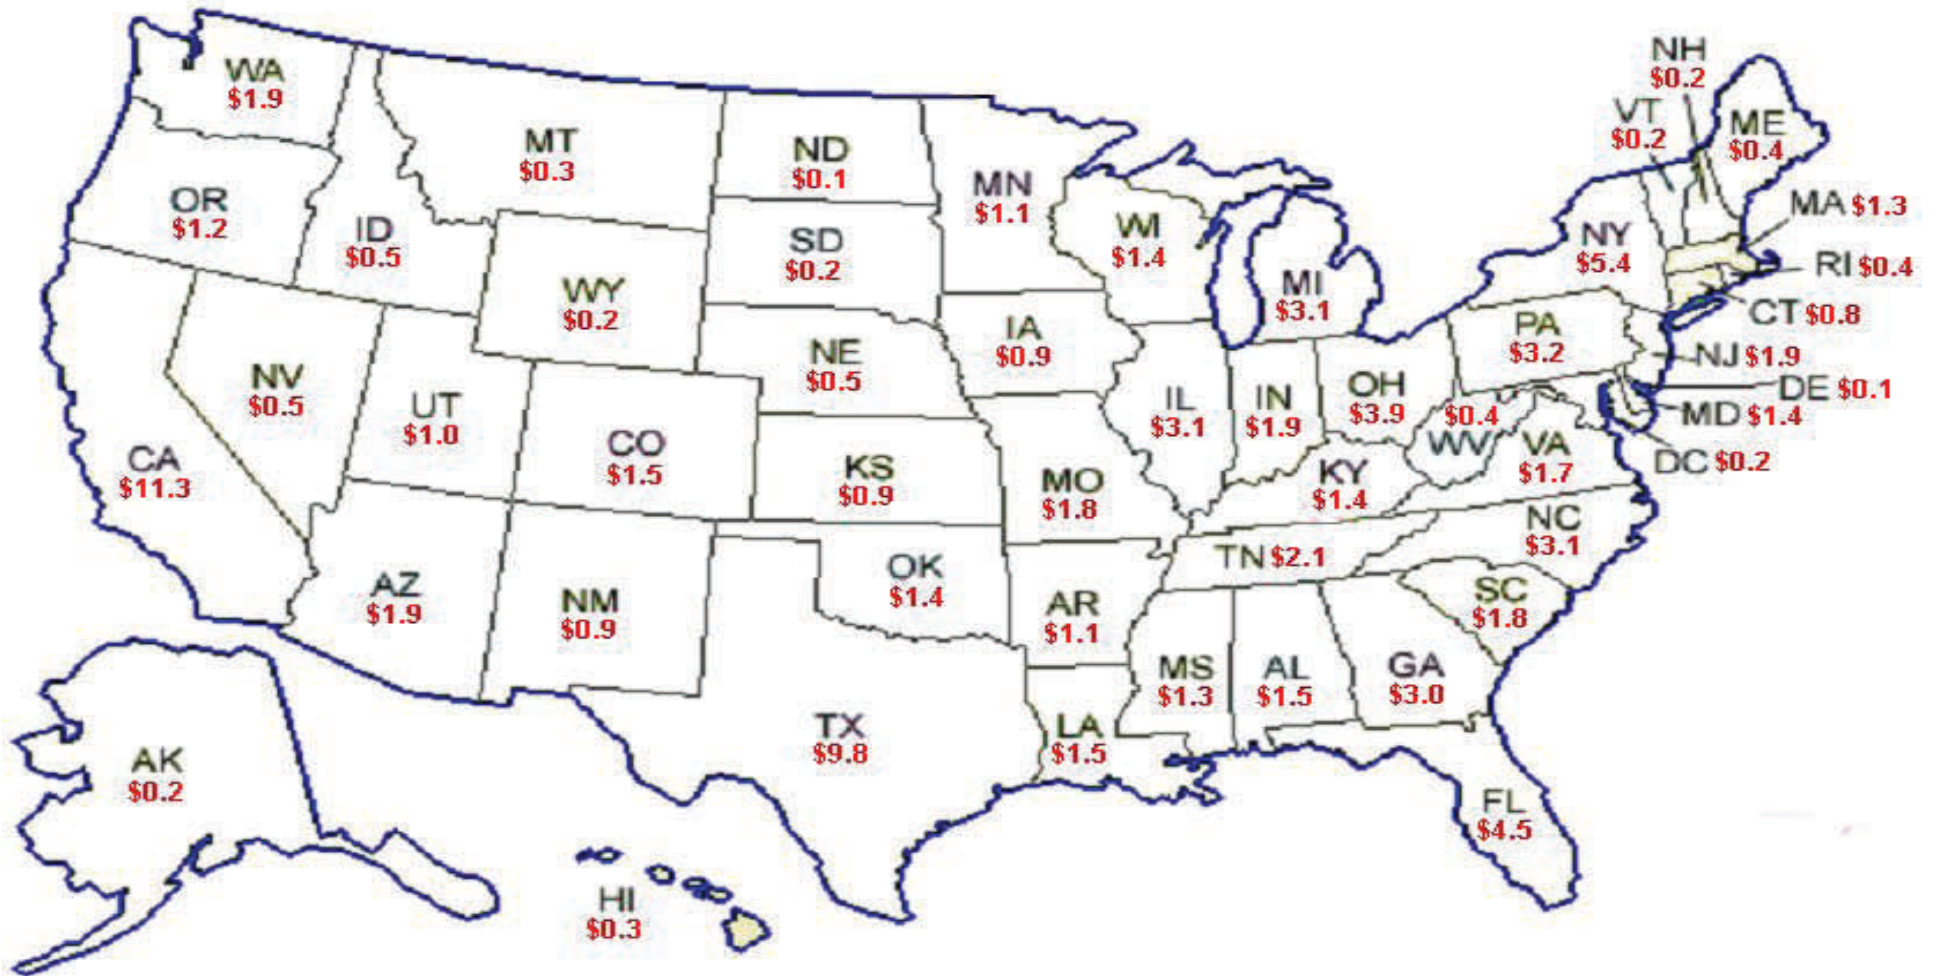 WA
$1.9
OR
$1.2
ID
$0.5
MT
$0.3
ND
$0.1
MN
$1.1
SD
$0.2
WI
$1.4
MI
$3.1
NY
$5.4
VT
$0.2
NH
$0.2
ME
$0.4
MA $1.3
RI $0.4
CT $0.8
NJ $1.9
DE $0.1
MD $1.4
DC $0.2
WY
$0.2
NE
$0.5
IA
$0.9
IL
$3.1
IN
$1.9
OH
$3.9
PA
$3.2
$0.4
WV
VA
$1.7
NV
$0.5
UT
$1.0
CO
$1.5
KS
$0.9
MO
$1.8
KY
$1.4
CA
$11.3
AZ
$1.9
NM
$0.9
OK
$1.4
AR
$1.1
TN $2.1
NC
$3.1
SC
$1.8
MS
$1.3
AL
$1.5
GA
$3.0
TX
$9.8
LA
$1.5
FL
$4.5
AK
$0.2
HI
$0.3